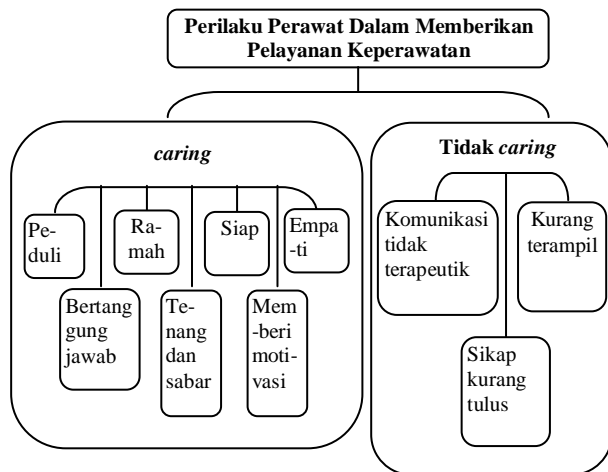 Perilaku Perawat Dalam Memberikan
Pelayanan Keperawatan
caring
Pe-
duli
Ra-
mah
Siap
Empa
-ti
Bertang
gung
jawab
Te-
nang
dan
sabar
Mem
-beri
moti-
vasi
Tidak caring
Komunikasi
tidak
terapeutik
Kurang
terampil
Sikap
kurang
tulus